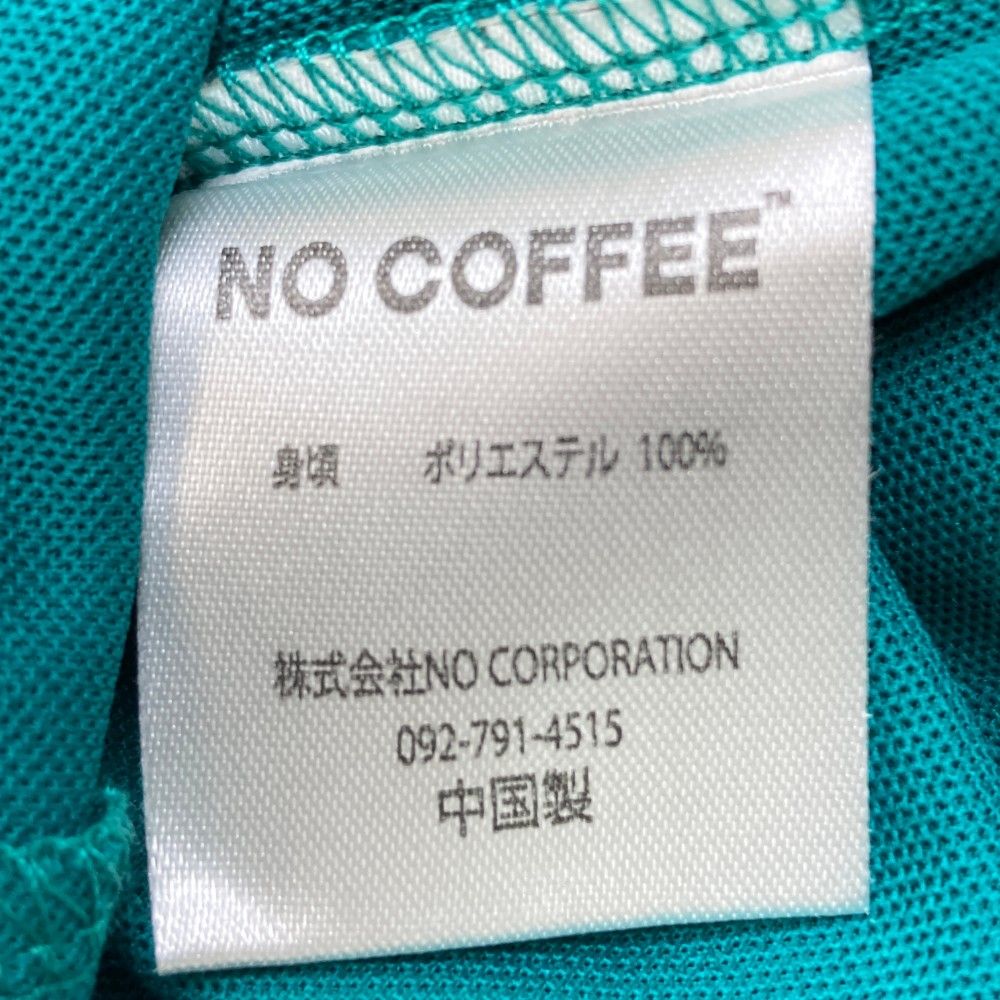 NO COFFEE™
身頃 ポリエステル 100%
株式会社NO CORPORATION
092-791-4515
中国製